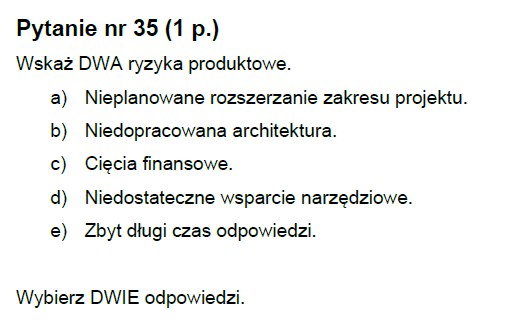 Pytanie nr 35 (1 p.)
Wskaż DWA ryzyka produktowe.
a) Nieplanowane rozszerzanie zakresu projektu.
b) Niedopracowana architektura.
c) Cięcia finansowe.
d) Niedostateczne wsparcie narzędziowe.
e) Zbyt długi czas odpowiedzi.
Wybierz DWIE odpowiedzi.